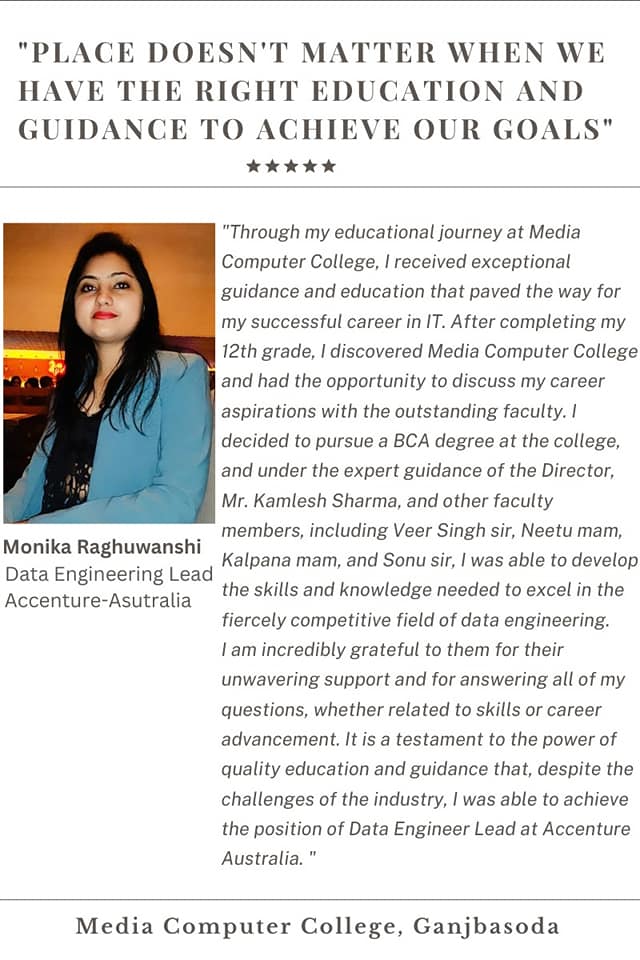 "PLACE DOESN'T MATTER WHEN WE
HAVE THE RIGHT EDUCATION AND
GUIDANCE TO ACHIEVE OUR GOALS"
"Through my educational journey at Media
Computer College, I received exceptional
guidance and education that paved the way for
my successful career in IT. After completing my
12th grade, I discovered Media Computer College
and had the opportunity to discuss my career
aspirations with the outstanding faculty. I
decided to pursue a BCA degree at the college,
and under the expert guidance of the Director,
Mr. Kamlesh Sharma, and other faculty
members, including Veer Singh sir, Neetu mam,
Kalpana mam, and Sonu sir, I was able to develop
the skills and knowledge needed to excel in the
fiercely competitive field of data engineering.
I am incredibly grateful to them for their
unwavering support and for answering all of my
questions, whether related to skills or career
advancement. It is a testament to the power of
quality education and guidance that, despite the
challenges of the industry, I was able to achieve
the position of Data Engineer Lead at Accenture
Australia. "
Monika Raghuwanshi
Data Engineering Lead
Accenture-Asutralia
Media Computer College, Ganjbasoda